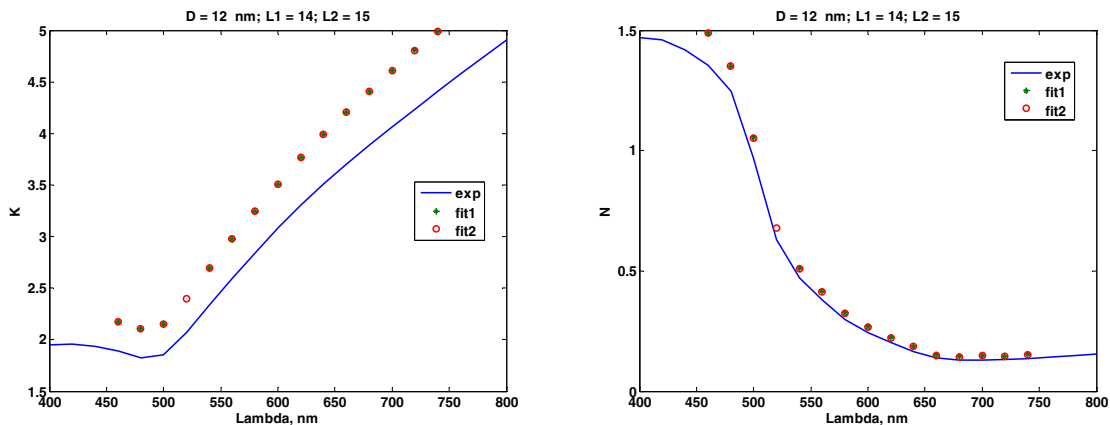 D = 12 nm; L1 = 14; L2 = 15
5
4.5
4
3.5
3
2.5
2
1.5
K
400 450 500 550 600 650 700 750 800
Lambda, nm
exp
fit1
fit2
D = 12 nm; L1 = 14; L2 = 15
1.5
1
0.5
0
N
400 450 500 550 600 650 700 750 800
Lambda, nm
exp
fit1
fit2